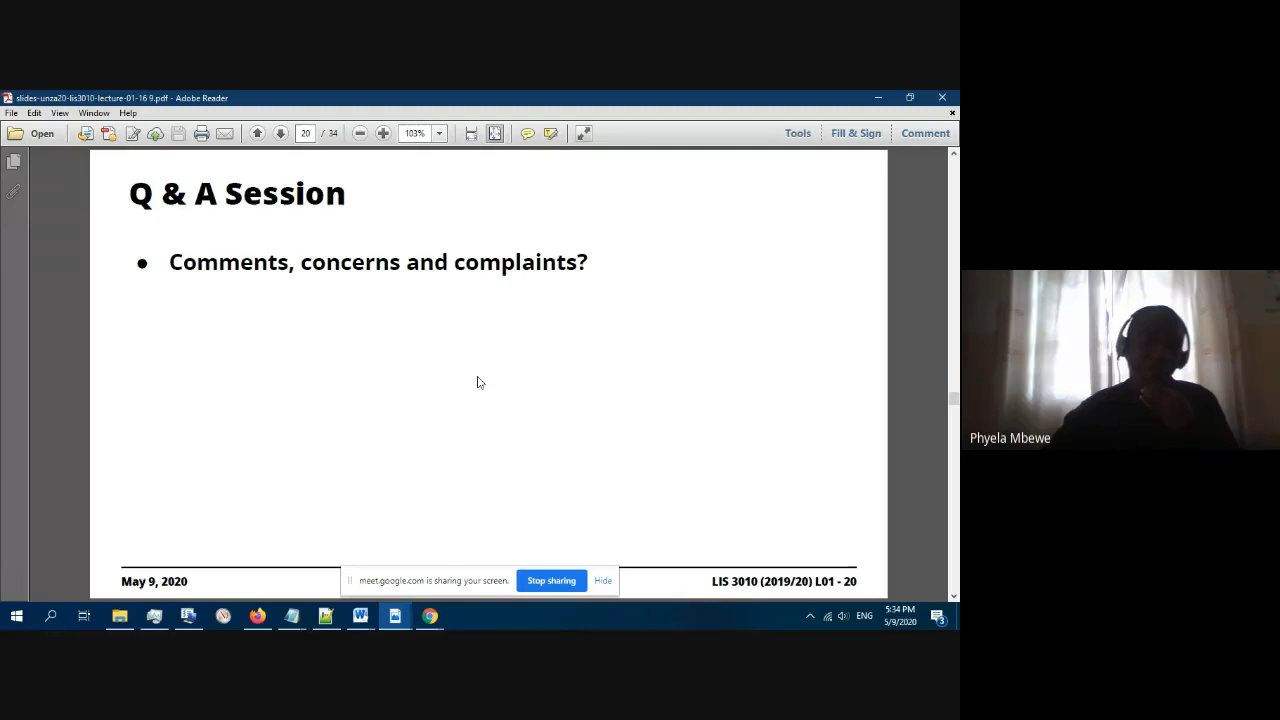 slides-unza20-lis3010-lecture-01-16 9.pdf - Adobe Reader
File Edit View Window Help
Open 20 / 34 103% Tools Fill & Sign Comment
Q & A Session
● Comments, concerns and complaints?
Phyela Mbewe
meet.google.com is sharing your screen. Stop sharing Hide
May 9, 2020 LIS 3010 (2019/20) L01 - 20
ENG 5:34 PM
5/9/2020 3